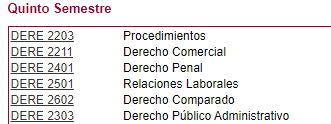 Quinto Semestre
DERE 2203 Procedimientos
DERE 2211 Derecho Comercial
DERE 2401 Derecho Penal
DERE 2501 Relaciones Laborales
DERE 2602 Derecho Comparado
DERE 2303 Derecho Público Administrativo